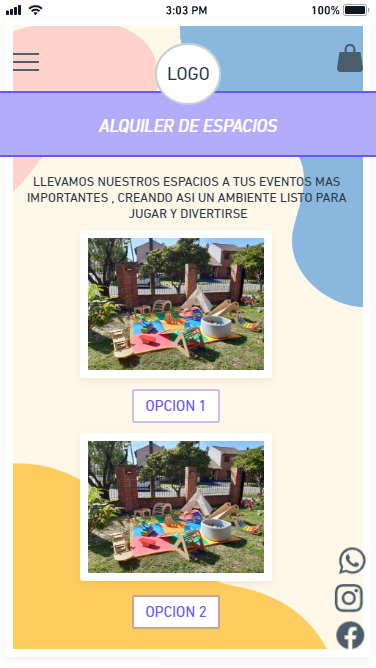 3:03 PM
100%
LOGO
ALQUILER DE ESPACIOS
LLEVAMOS NUESTROS ESPACIOS A TUS EVENTOS MAS
IMPORTANTES , CREANDO ASI UN AMBIENTE LISTO PARA
JUGAR Y DIVERTIRSE
OPCION 1
OPCION 2